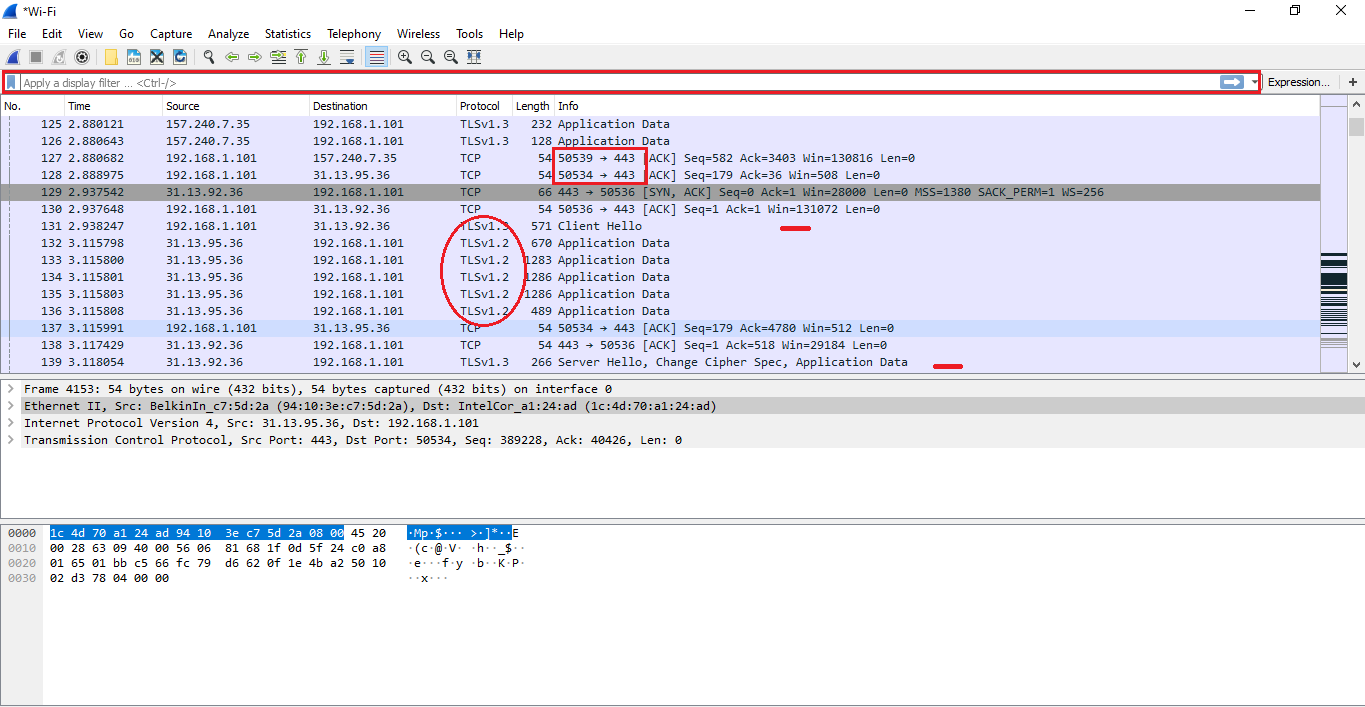 *Wi-Fi
File Edit View Go Capture Analyze Statistics Telephony Wireless Tools Help
Apply a display filter ... <Ctrl-/> Expression... +
No. Time Source Destination Protocol Length Info
125 2.880121 157.240.7.35 192.168.1.101 TLSv1.3 232 Application Data
126 2.880643 157.240.7.35 192.168.1.101 TLSv1.3 128 Application Data
127 2.880682 192.168.1.101 157.240.7.35 TCP 54 50539 → 443 [ACK] Seq=582 Ack=3403 Win=130816 Len=0
128 2.888975 192.168.1.101 31.13.95.36 TCP 54 50534 → 443 [ACK] Seq=179 Ack=36 Win=508 Len=0
129 2.937542 31.13.92.36 192.168.1.101 TCP 66 443 → 50536 [SYN, ACK] Seq=0 Ack=1 Win=28000 Len=0 MSS=1380 SACK_PERM=1 WS=256
130 2.937648 192.168.1.101 31.13.92.36 TCP 54 50536 → 443 [ACK] Seq=1 Ack=1 Win=131072 Len=0
131 2.938247 192.168.1.101 31.13.92.36 TLSv1.3 571 Client Hello
132 3.115798 31.13.95.36 192.168.1.101 TLSv1.2 670 Application Data
133 3.115800 31.13.95.36 192.168.1.101 TLSv1.2 1283 Application Data
134 3.115801 31.13.95.36 192.168.1.101 TLSv1.2 1286 Application Data
135 3.115803 31.13.95.36 192.168.1.101 TLSv1.2 1286 Application Data
136 3.115808 31.13.95.36 192.168.1.101 TLSv1.2 489 Application Data
137 3.115991 192.168.1.101 31.13.95.36 TCP 54 50534 → 443 [ACK] Seq=179 Ack=4780 Win=512 Len=0
138 3.117429 31.13.92.36 192.168.1.101 TCP 54 443 → 50536 [ACK] Seq=1 Ack=518 Win=29184 Len=0
139 3.118054 31.13.92.36 192.168.1.101 TLSv1.3 266 Server Hello, Change Cipher Spec, Application Data
Frame 4153: 54 bytes on wire (432 bits), 54 bytes captured (432 bits) on interface 0
Ethernet II, Src: BelkinIn_c7:5d:2a (94:10:3e:c7:5d:2a), Dst: IntelCor_a1:24:ad (1c:4d:70:a1:24:ad)
Internet Protocol Version 4, Src: 31.13.95.36, Dst: 192.168.1.101
Transmission Control Protocol, Src Port: 443, Dst Port: 50534, Seq: 389228, Ack: 40426, Len: 0
0000 1c 4d 70 a1 24 ad 94 10 3e c7 5d 2a 08 00 45 20 ·Mp·$··· >·]*··E
0010 00 28 63 09 40 00 56 06 81 68 1f 0d 5f 24 c0 a8 ·(c·@·V· ·h··_$··
0020 01 65 01 bb c5 66 fc 79 d6 62 0f 1e 4b a2 50 10 ·e···f·y ·b··K·P·
0030 02 d3 78 04 00 00 ··x···